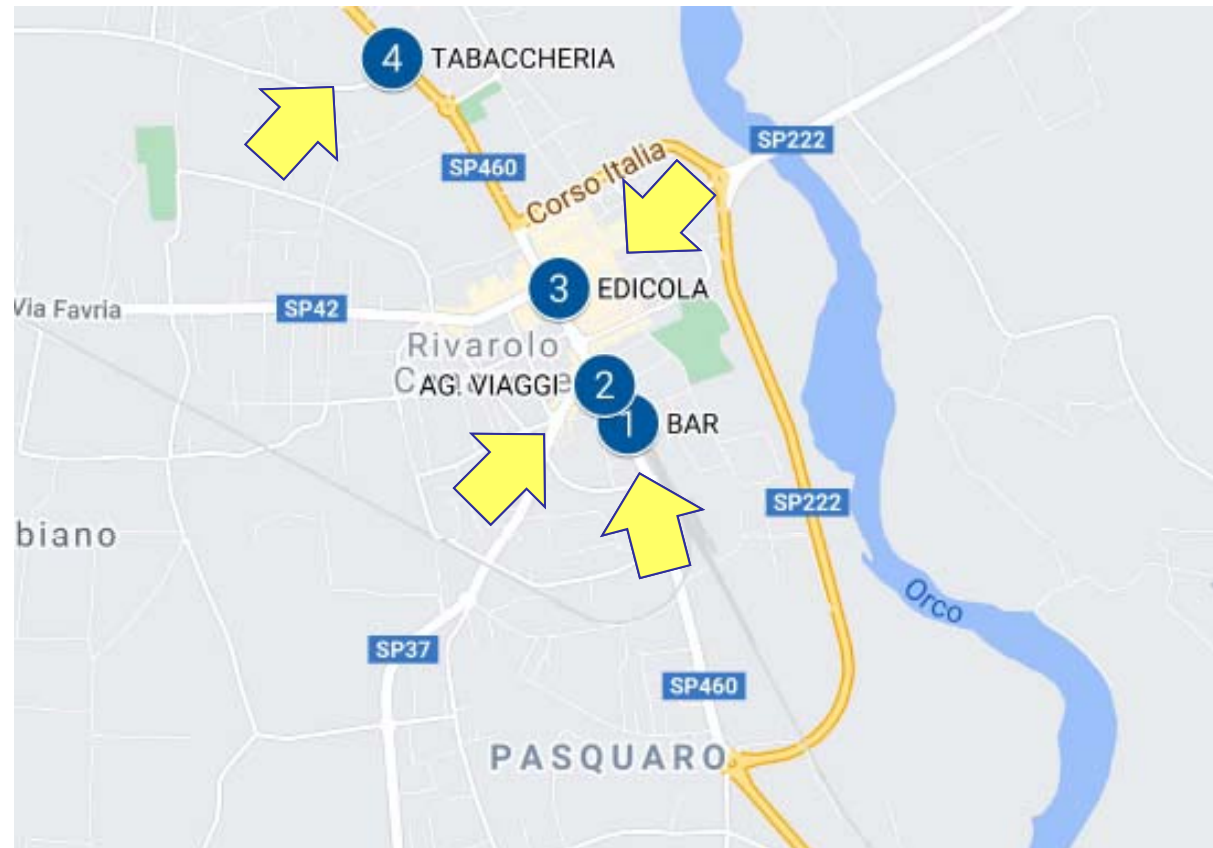 4 TABACCHERIA
SP222
SP460
Corso Italia
3 EDICOLA
Via Favria
SP42
Rivarolo
AG. VIAGGI 2
1 BAR
SP222
biano
Orco
SP37
SP460
PASQUARO